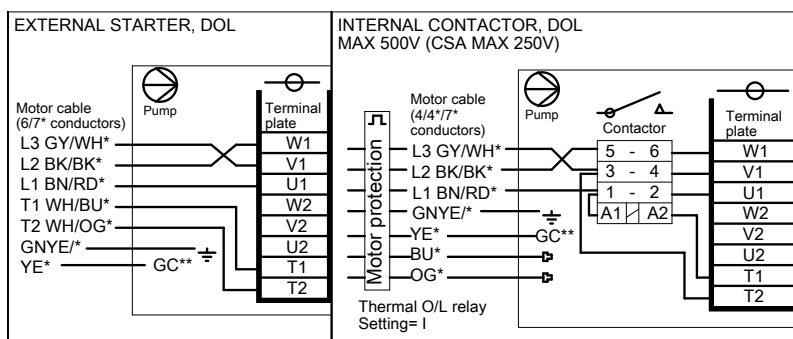 EXTERNAL STARTER, DOL
Pump
Motor cable
(6/7* conductors)
L3 GY/WH*
L2 BK/BK*
L1 BN/RD*
T1 WH/BU*
T2 WH/OG*
GNYE/*
YE*
GC**
Terminal
plate
W1
V1
U1
W2
V2
U2
T1
T2
INTERNAL CONTACTOR, DOL
MAX 500V (CSA MAX 250V)
Motor protection
Motor cable
(4/4*/7*
conductors)
L3 GY/WH*
L2 BK/BK*
L1 BN/RD*
GNYE/*
YE*
GC**
BU*
OG*
Thermal O/L relay
Setting= I
Pump
Contactor
5 - 6
3 - 4
1 - 2
A1 A2
Terminal
plate
W1
V1
U1
W2
V2
U2
T1
T2